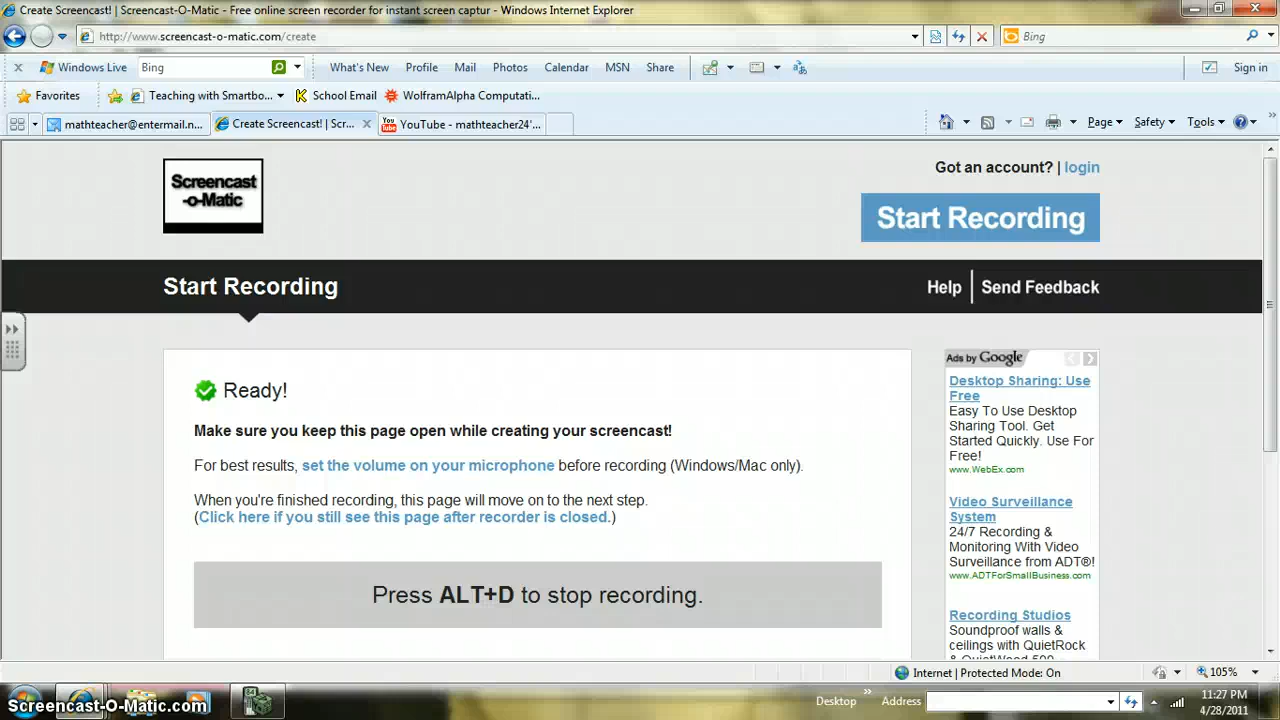 Create Screencast! | Screencast-O-Matic - Free online screen recorder for instant screen captur - Windows Internet Explorer
http://www.screencast-o-matic.com/create
Bing
Windows Live
Bing
What's New Profile Mail Photos Calendar MSN Share
Sign in
Favorites Teaching with Smartbo... School Email WolframAlpha Computati...
mathteacher@entermail.n... Create Screencast! | Scr... YouTube - mathteacher24'...
Page Safety Tools
Screencast
-o-Matic
Got an account? | login
Start Recording
Start Recording
Help Send Feedback
Ready!
Make sure you keep this page open while creating your screencast!
For best results, set the volume on your microphone before recording (Windows/Mac only).
When you're finished recording, this page will move on to the next step.
(Click here if you still see this page after recorder is closed.)
Press ALT+D to stop recording.
Ads by Google
Desktop Sharing: Use
Free
Easy To Use Desktop
Sharing Tool. Get
Started Quickly. Use For
Free!
www.WebEx.com
Video Surveillance
System
24/7 Recording &
Monitoring With Video
Surveillance from ADT®!
www.ADTForSmallBusiness.com
Recording Studios
Soundproof walls &
ceilings with QuietRock
Internet | Protected Mode: On
105%
Screencast-O-Matic.com
Desktop
Address
11:27 PM
4/28/2011